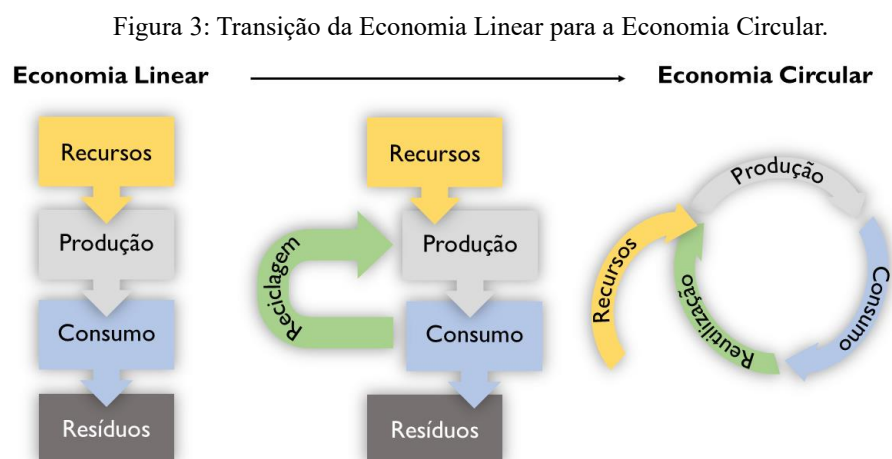 Figura 3: Transição da Economia Linear para a Economia Circular.
Economia Linear
Economia Circular
Recursos
Produção
Consumo
Resíduos
Recursos
Produção
Reciclagem
Consumo
Resíduos
Produção
Recursos
Consumo
Reutilização